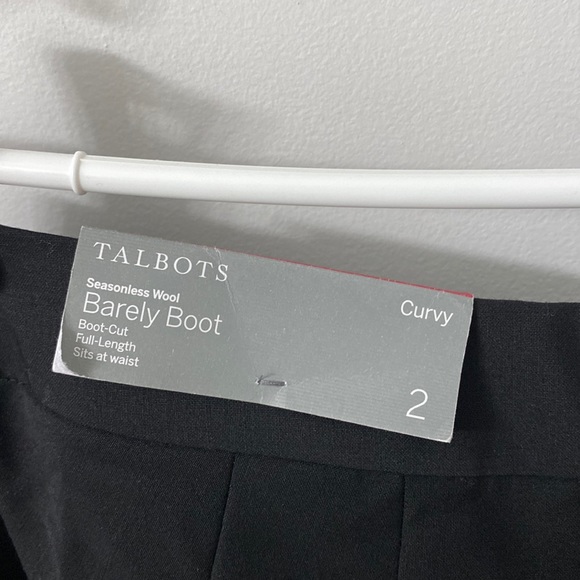 TALBOTS
Seasonless Wool
Barely Boot
Boot-Cut
Full-Length
Sits at waist
Curvy
2